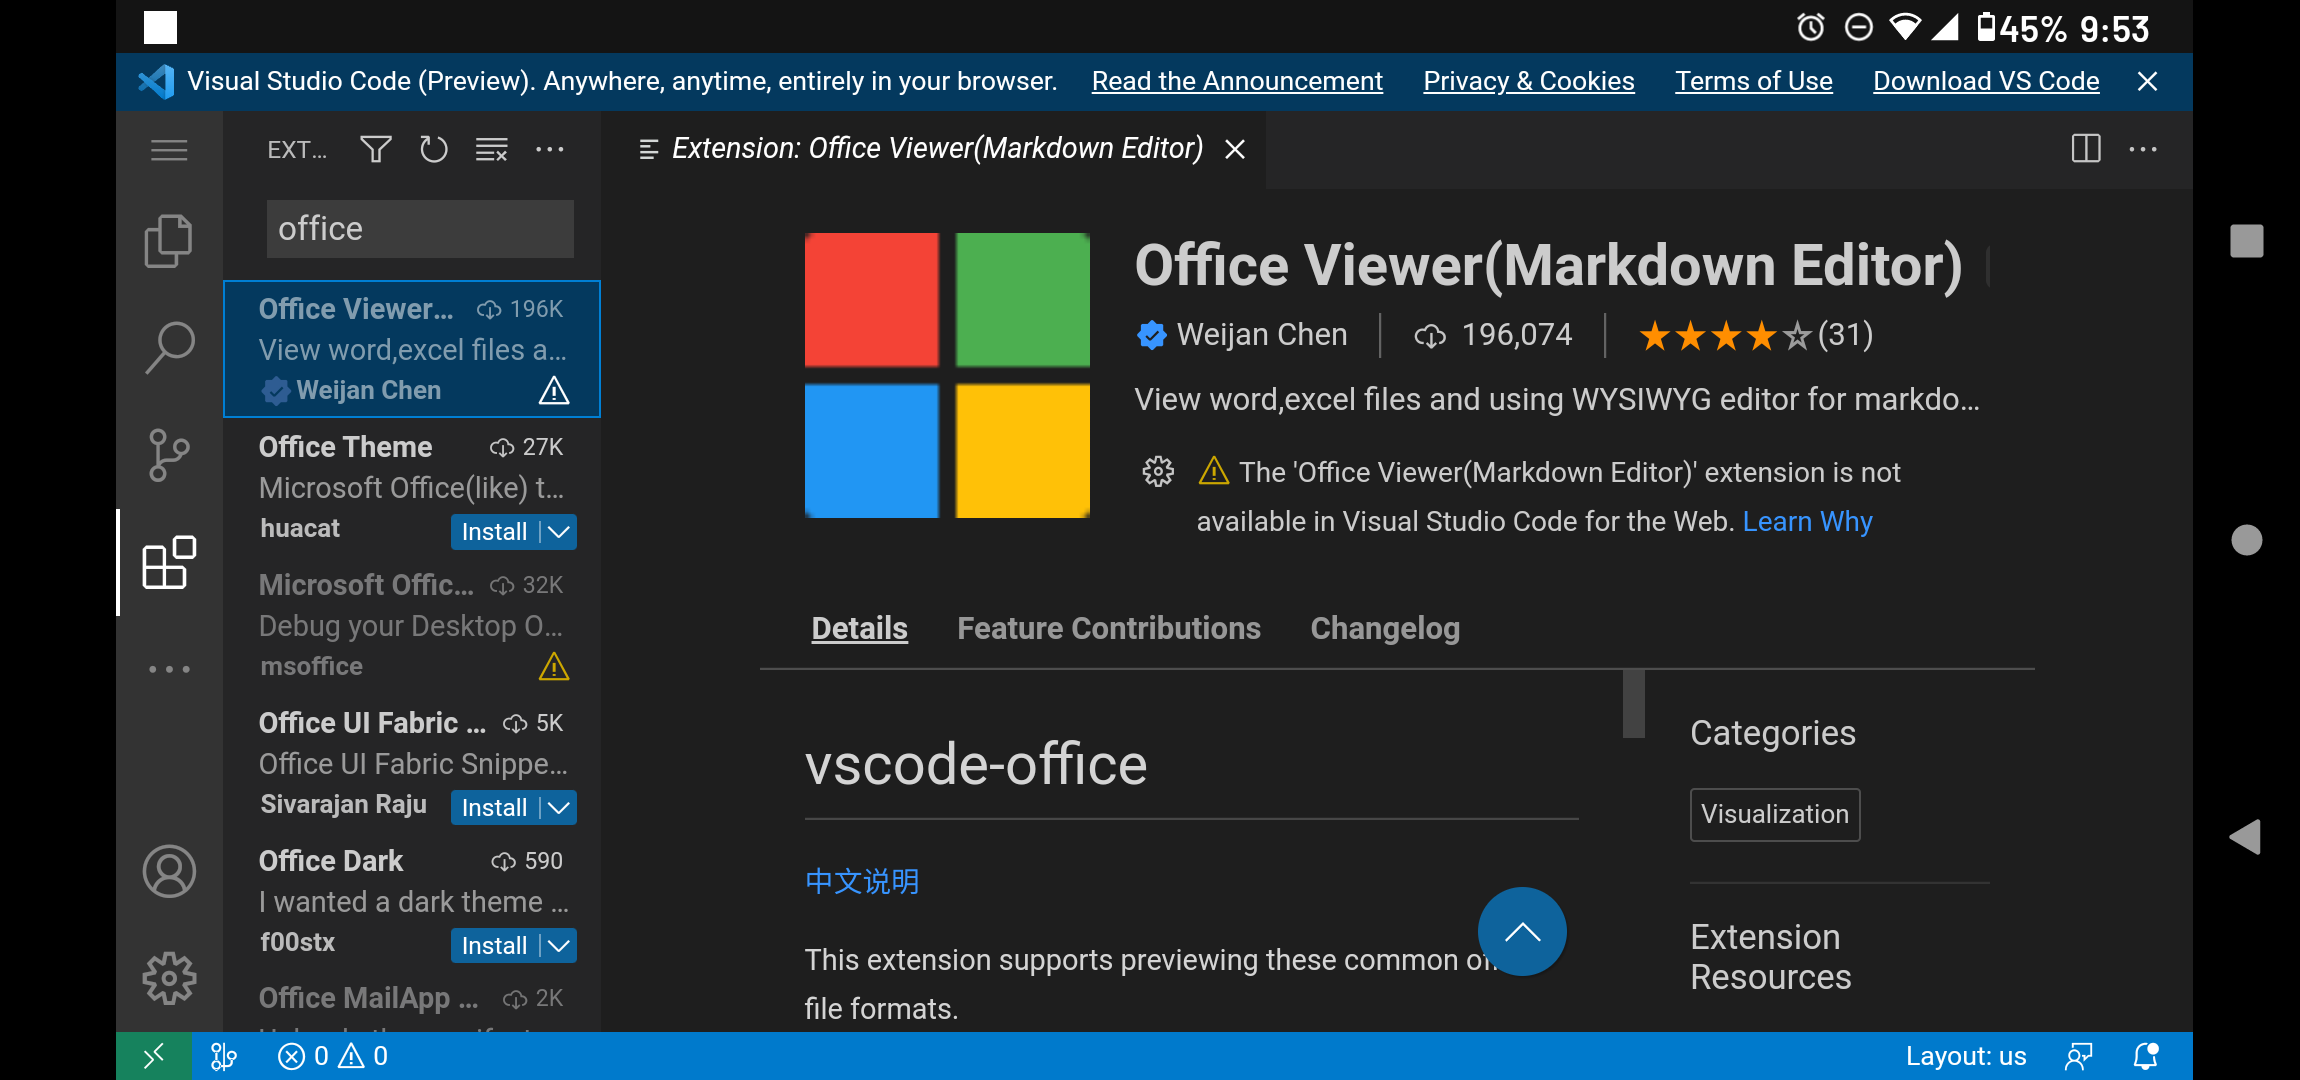 45% 9:53
Visual Studio Code (Preview). Anywhere, anytime, entirely in your browser. Read the Announcement Privacy & Cookies Terms of Use Download VS Code
EXT...
Extension: Office Viewer(Markdown Editor)
office
Office Viewer... 196K
View word,excel files a...
Weijan Chen
Office Theme 27K
Microsoft Office(like) t...
huacat Install
Microsoft Offic... 32K
Debug your Desktop O...
msoffice
Office UI Fabric ... 5K
Office UI Fabric Snippe...
Sivarajan Raju Install
Office Dark 590
I wanted a dark theme ...
f00stx Install
Office MailApp ... 2K
Office Viewer(Markdown Editor)
Weijan Chen 196,074 (31)
View word,excel files and using WYSIWYG editor for markdo...
The 'Office Viewer(Markdown Editor)' extension is not
available in Visual Studio Code for the Web. Learn Why
Details Feature Contributions Changelog
vscode-office
中文说明
This extension supports previewing these common
file formats.
Categories
Visualization
Extension
Resources
0 0
Layout: us